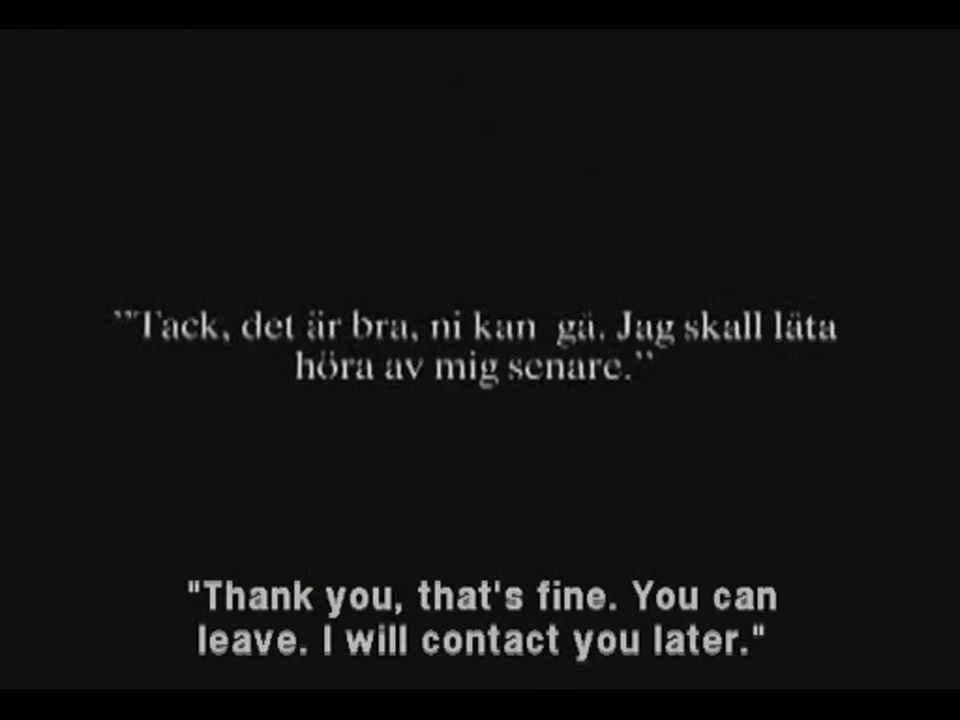 ”Tack, det är bra, ni kan gå. Jag skall låta
höra av mig senare.”
"Thank you, that's fine. You can
leave. I will contact you later."